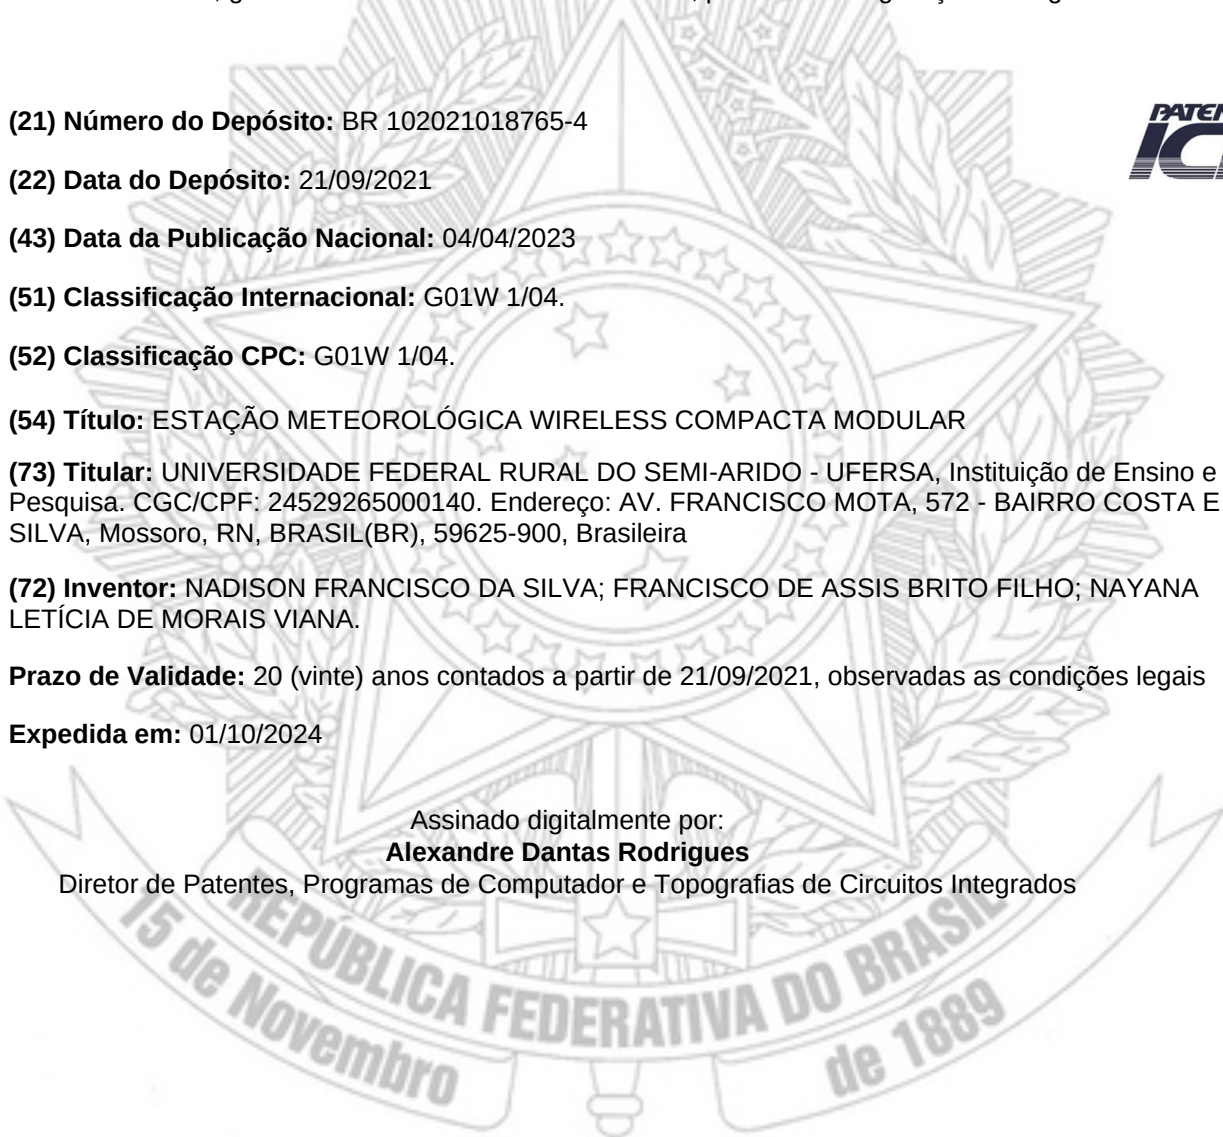 (21) Número do Depósito: BR 102021018765-4
(22) Data do Depósito: 21/09/2021
(43) Data da Publicação Nacional: 04/04/2023
(51) Classificação Internacional: G01W 1/04.
(52) Classificação CPC: G01W 1/04.
(54) Título: ESTAÇÃO METEOROLÓGICA WIRELESS COMPACTA MODULAR
(73) Titular: UNIVERSIDADE FEDERAL RURAL DO SEMI-ARIDO - UFERSA, Instituição de Ensino e
Pesquisa. CGC/CPF: 24529265000140. Endereço: AV. FRANCISCO MOTA, 572 - BAIRRO COSTA E
SILVA, Mossoro, RN, BRASIL(BR), 59625-900, Brasileira
(72) Inventor: NADISON FRANCISCO DA SILVA; FRANCISCO DE ASSIS BRITO FILHO; NAYANA
LETÍCIA DE MORAIS VIANA.
Prazo de Validade: 20 (vinte) anos contados a partir de 21/09/2021, observadas as condições legais
Expedida em: 01/10/2024
Assinado digitalmente por:
Alexandre Dantas Rodrigues
Diretor de Patentes, Programas de Computador e Topografias de Circuitos Integrados
REPÚBLICA FEDERATIVA DO BRASIL
15 de Novembro
de 1889